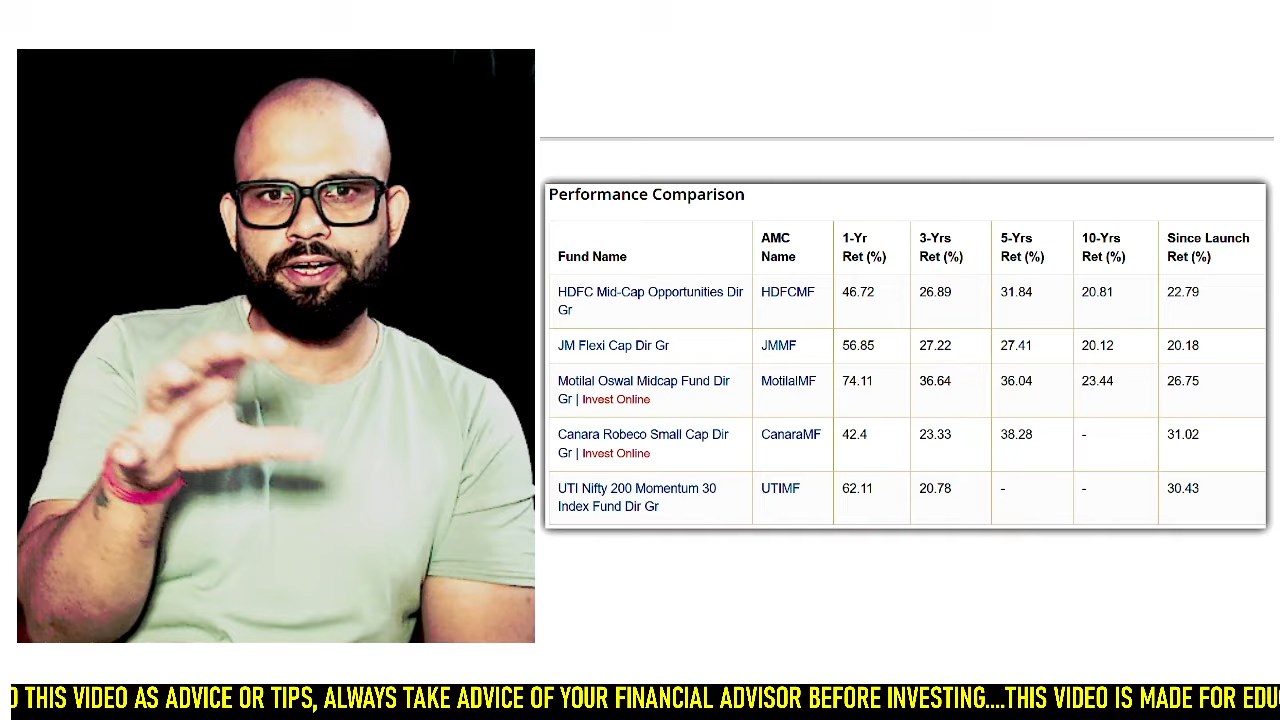 Performance Comparison
Fund Name AMC Name 1-Yr Ret (%) 3-Yrs Ret (%) 5-Yrs Ret (%) 10-Yrs Ret (%) Since Launch Ret (%)
HDFC Mid-Cap Opportunities Dir Gr HDFCMF 46.72 26.89 31.84 20.81 22.79
JM Flexi Cap Dir Gr JMMF 56.85 27.22 27.41 20.12 20.18
Motilal Oswal Midcap Fund Dir Gr | Invest Online MotilalMF 74.11 36.64 36.04 23.44 26.75
Canara Robeco Small Cap Dir Gr | Invest Online CanaraMF 42.4 23.33 38.28 - 31.02
UTI Nifty 200 Momentum 30 Index Fund Dir Gr UTIMF 62.11 20.78 - - 30.43
THIS VIDEO AS ADVICE OR TIPS, ALWAYS TAKE ADVICE OF YOUR FINANCIAL ADVISOR BEFORE INVESTING....THIS VIDEO IS MADE FOR EDU